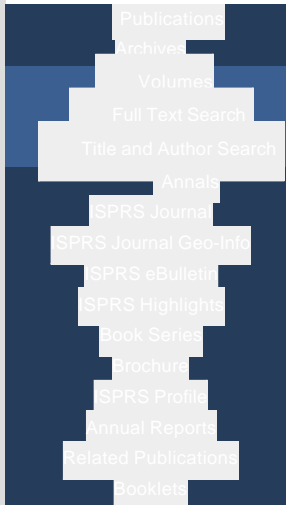 Publications
Archives
Volumes
Full Text Search
Title and Author Search
Annals
ISPRS Journal
ISPRS Journal Geo-Info
ISPRS eBulletin
ISPRS Highlights
Book Series
Brochure
ISPRS Profile
Annual Reports
Related Publications
Booklets